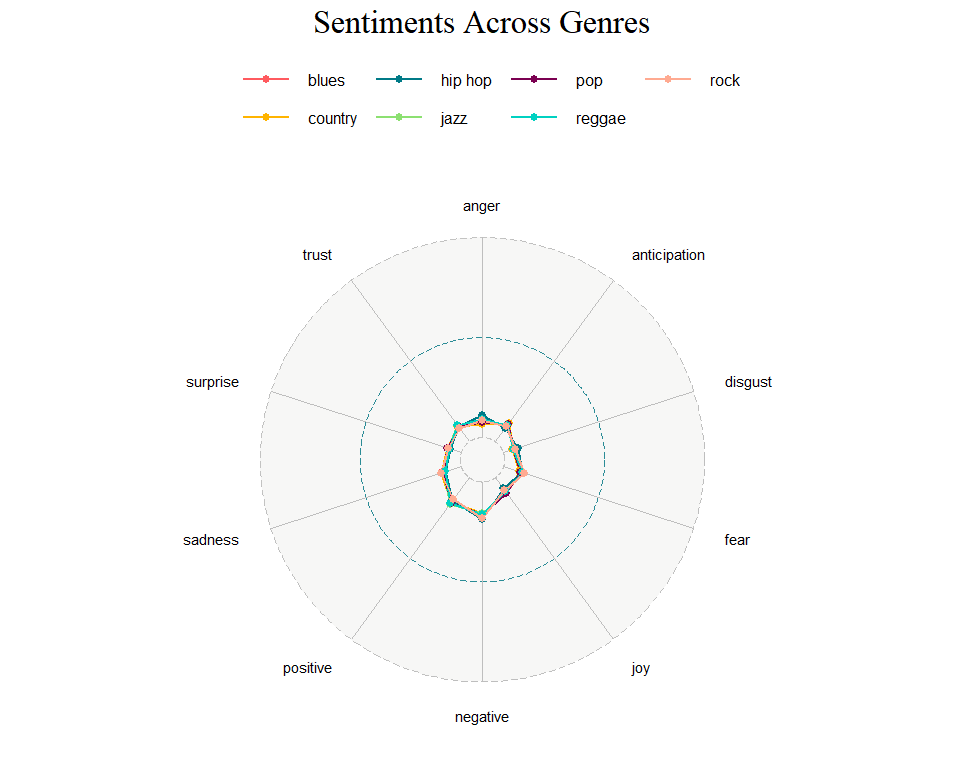 Sentiments Across Genres
blues hip hop pop rock
country jazz reggae
anger
trust anticipation
surprise disgust
sadness fear
positive joy
negative